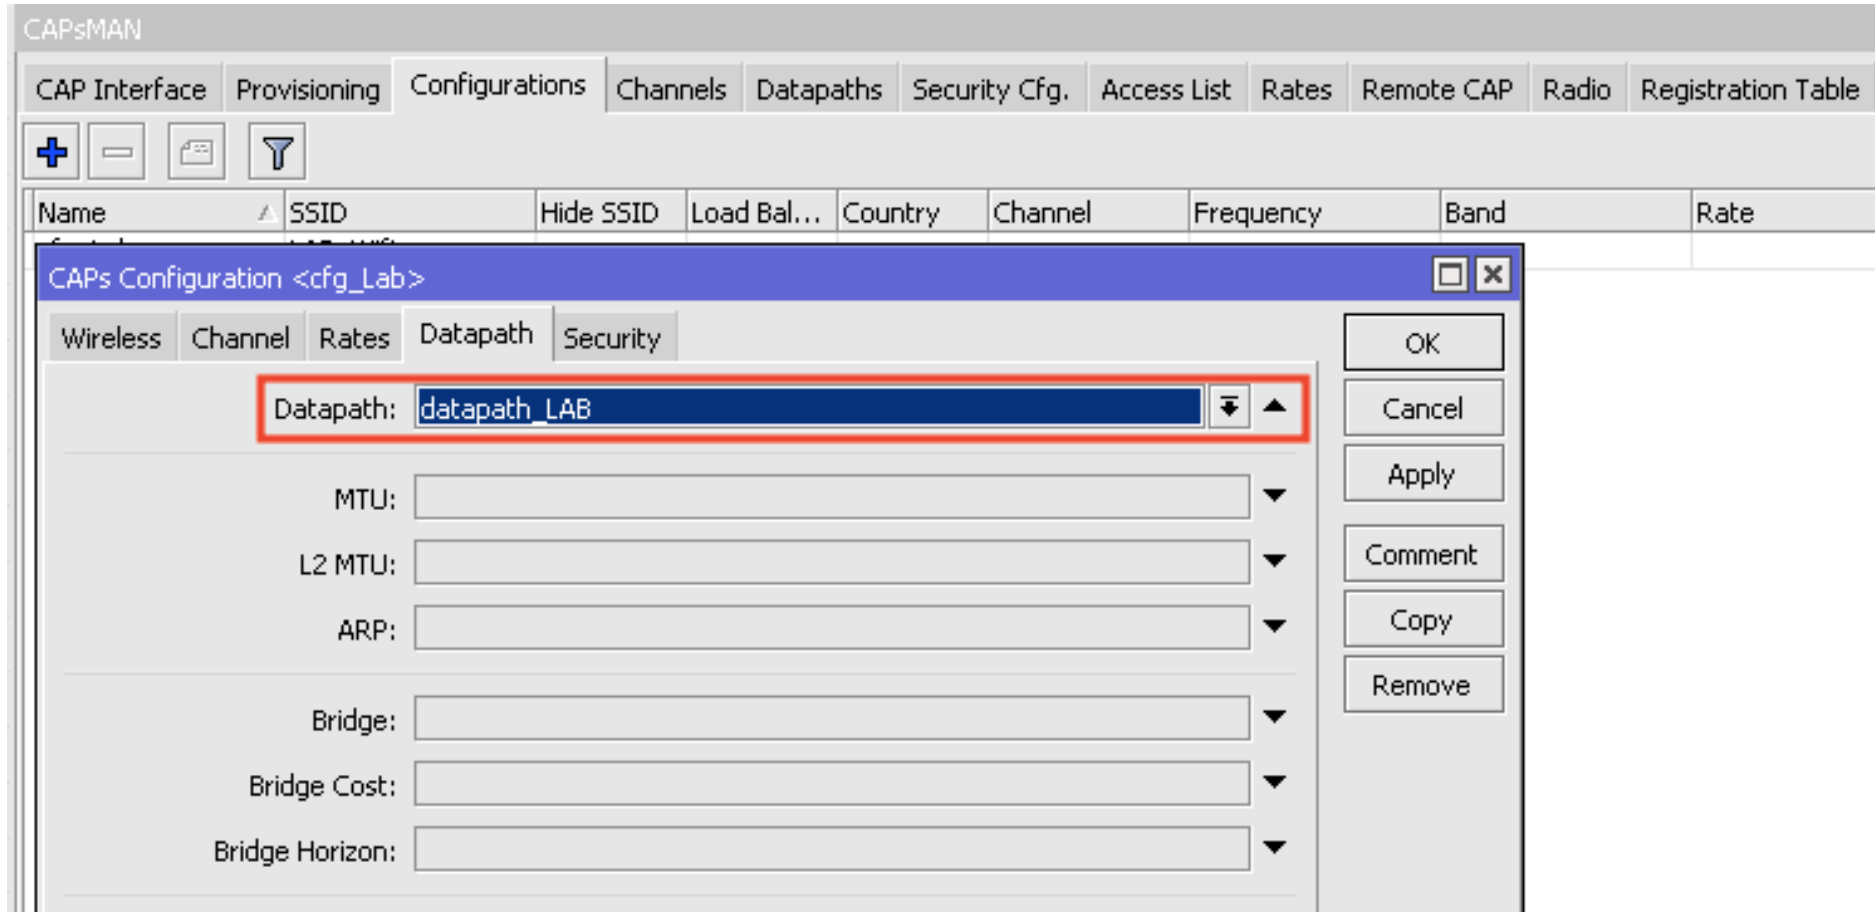 CAPsMAN
CAP Interface Provisioning Configurations Channels Datapaths Security Cfg. Access List Rates Remote CAP Radio Registration Table
Name SSID Hide SSID Load Bal... Country Channel Frequency Band Rate
CAPs Configuration <cfg_Lab>
Wireless Channel Rates Datapath Security
OK
Datapath: datapath_LAB
Cancel
Apply
MTU:
Comment
L2 MTU:
Copy
ARP:
Remove
Bridge:
Bridge Cost:
Bridge Horizon: